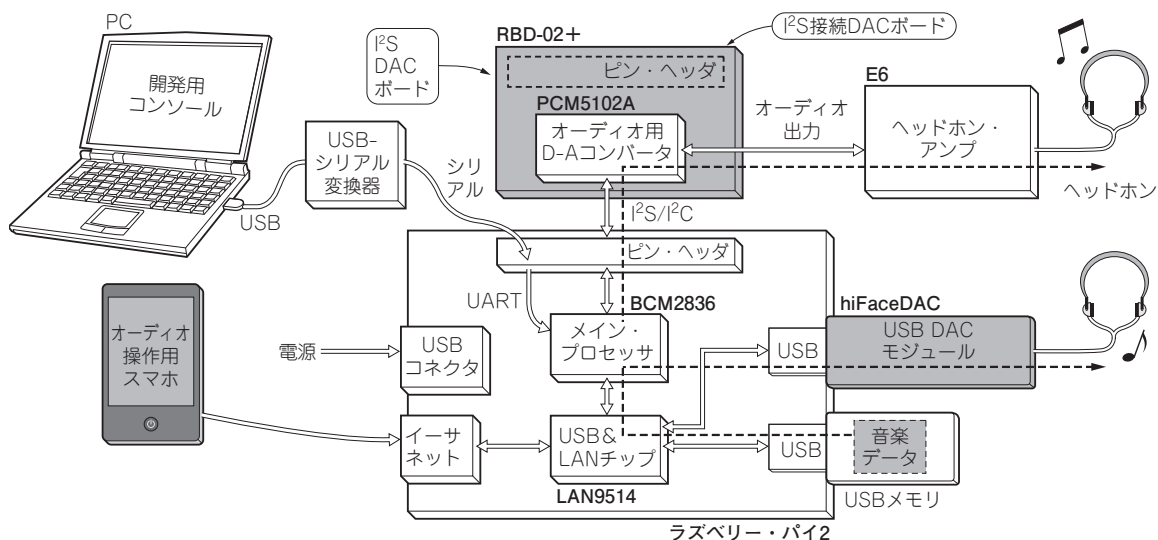 PC
開発用
コンソール
USB
USB-
シリアル
変換器
シリ
アル
I²S
DAC
ボード
RBD-02+
I²S接続DACボード
ピン・ヘッダ
PCM5102A
オーディオ用
D-Aコンバータ
オーディオ
出力
E6
ヘッドホン・
アンプ
ヘッドホン
I²S/I²C
ピン・ヘッダ
UART
BCM2836
メイン・
プロセッサ
オーディオ
操作用
スマホ
電源
USB
コネクタ
イーサ
ネット
USB&
LANチップ
LAN9514
USB
hiFaceDAC
USB DAC
モジュール
USB
音楽
データ
USBメモリ
ラズベリー・パイ2